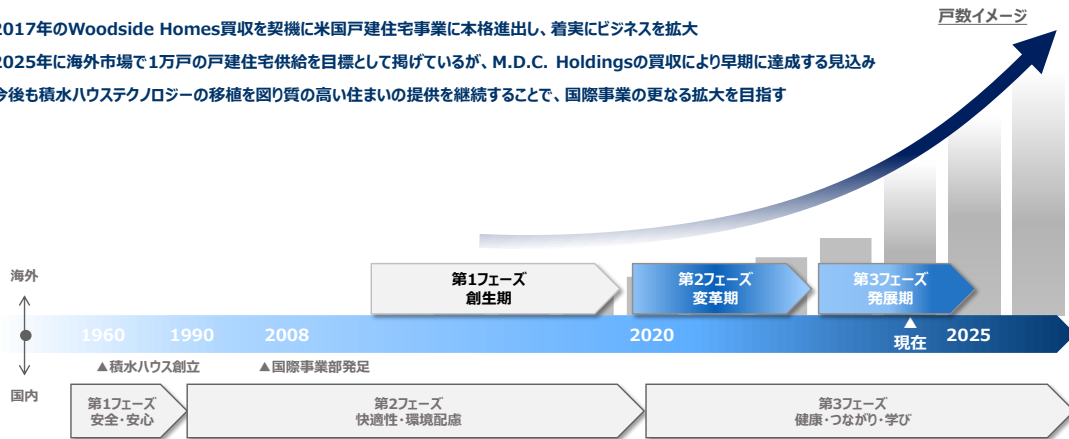 2017年のWoodside Homes買収を契機に米国戸建住宅事業に本格進出し、着実にビジネスを拡大
2025年に海外市場で1万戸の戸建住宅供給を目標として掲げているが、M.D.C. Holdingsの買収により早期に達成する見込み
今後も積水ハウステクノロジーの移植を図り質の高い住まいの提供を継続することで、国際事業の更なる拡大を目指す
戸数イメージ
海外
第1フェーズ
創生期
第2フェーズ
変革期
第3フェーズ
発展期
1960 1990 2008 2020 ▲現在 2025
▲積水ハウス創立 ▲国際事業部発足
国内
第1フェーズ
安全・安心
第2フェーズ
快適性・環境配慮
第3フェーズ
健康・つながり・学び